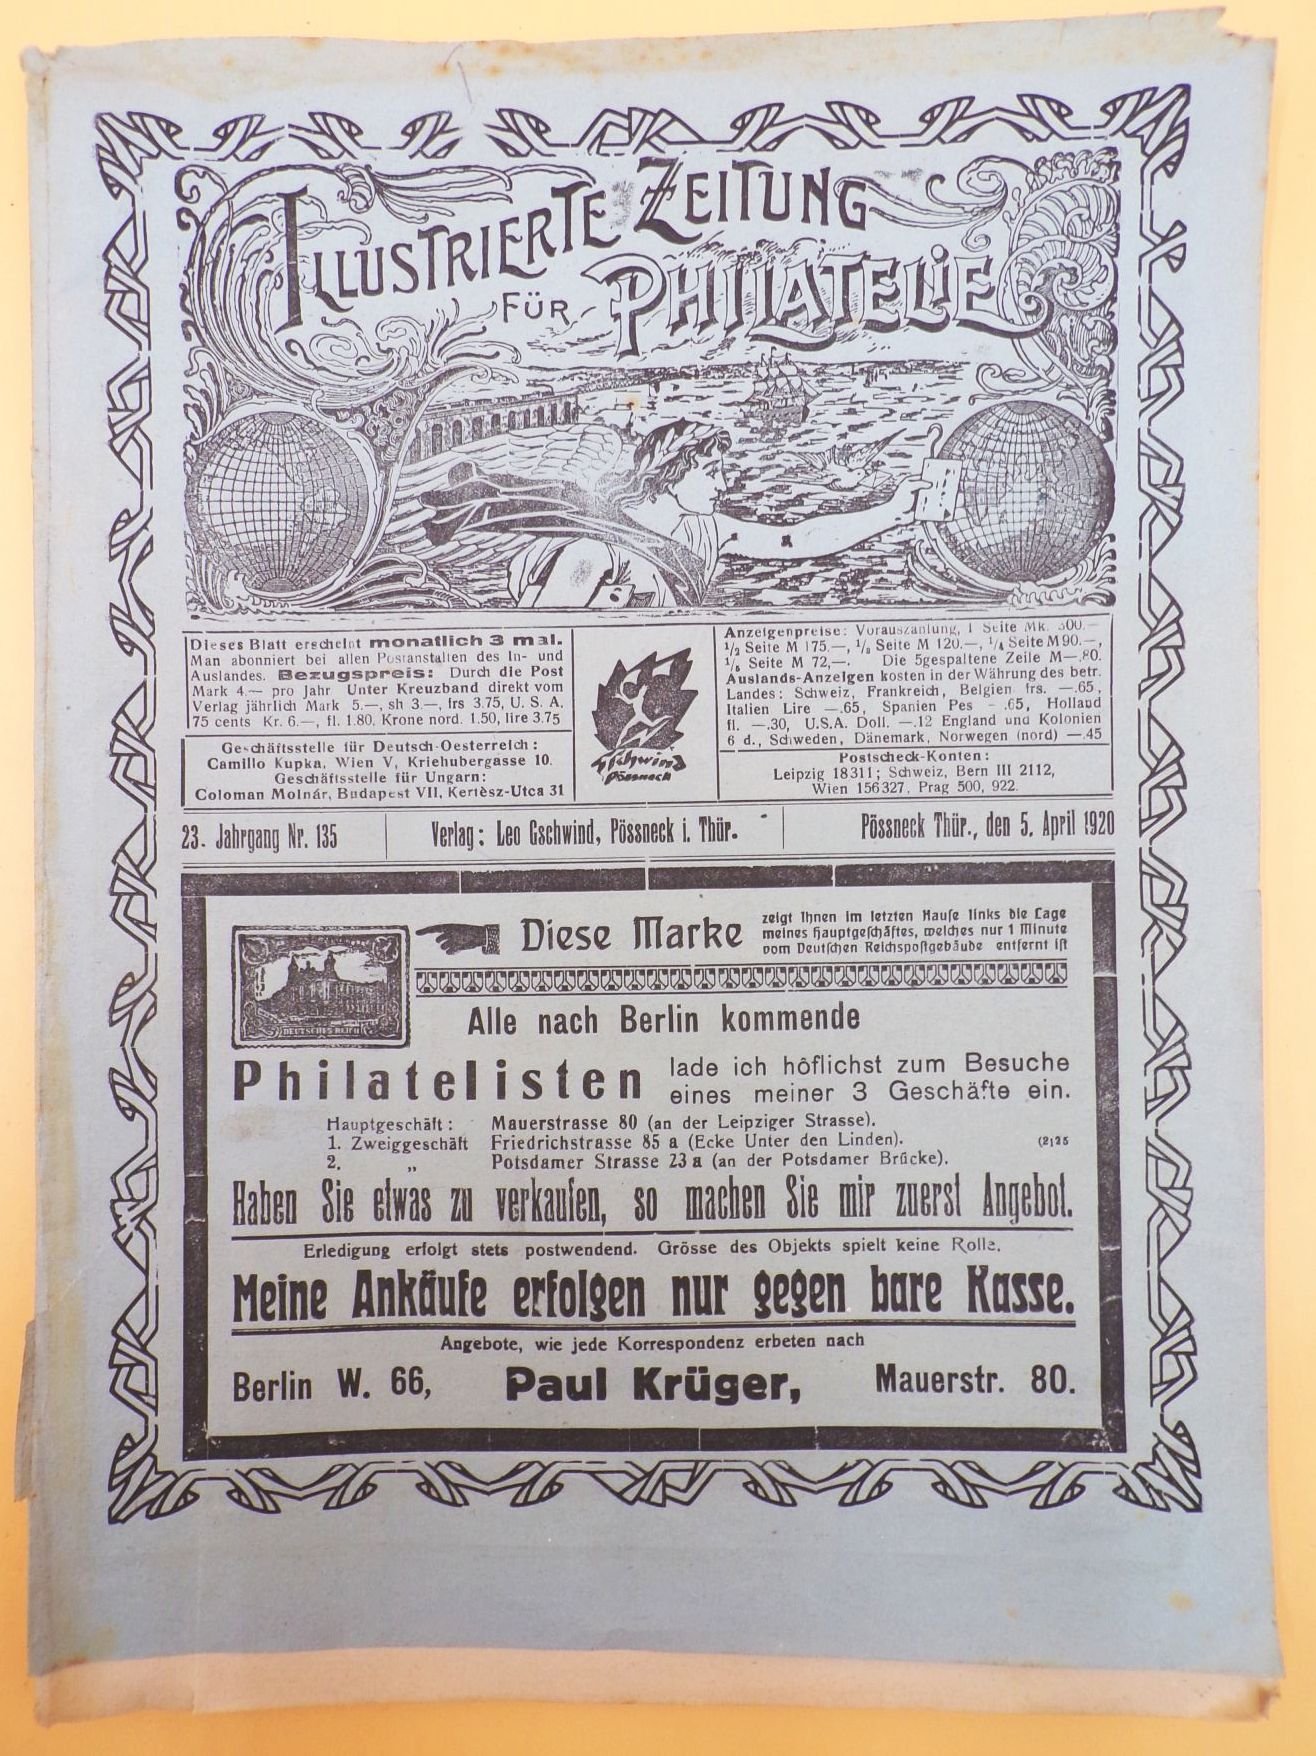 Illustrierte Zeitung
für Philatelie
Dieses Blatt erscheint monatlich 3 mal.
Man abonniert bei allen Postanstalten des In- und
Auslandes. Bezugspreis: Durch die Post
Mark 4.— pro Jahr Unter Kreuzband direkt vom
Verlag jährlich Mark 5.—, sh 3.—, frs 3.75, U. S. A.
75 cents Kr. 6.—, fl. 1.80, Krone nord. 1.50, lire 3.75
Geschäftsstelle für Deutsch-Oesterreich:
Camillo Kupka, Wien V, Kriehubergasse 10.
Geschäftsstelle für Ungarn:
Coloman Molnár, Budapest VII, Kertèsz-Utca 31
Gschwind
Pössneck
Anzeigenpreise: Vorauszahlung, 1 Seite Mk. 300.—
1/2 Seite M 175.—, 1/3 Seite M 120.—, 1/4 Seite M 90.—,
Seite M 72,—. Die 5gespaltene Zeile M—.80.
Auslands-Anzeigen kosten in der Währung des betr.
Landes: Schweiz, Frankreich, Belgien frs. —.65,
Italien Lire —.65, Spanien Pes —.65, Holland
fl. —.30, U.S.A. Doll. —.12 England und Kolonien
6 d., Schweden, Dänemark, Norwegen (nord) —.45
Postscheck-Konten:
Leipzig 18311; Schweiz, Bern III 2112,
Wien 156327, Prag 500, 922.
23. Jahrgang Nr. 135
Verlag: Leo Gschwind, Pössneck i. Thür.
Pössneck Thür., den 5. April 1920
DEUTSCHES REICH
Diese Marke
zeigt Ihnen im letzten Hause links die Lage
meines Hauptgeschäftes, welches nur 1 Minute
vom Deutschen Reichspostgebäude entfernt ist
Alle nach Berlin kommende
Philatelisten
lade ich höflichst zum Besuche
eines meiner 3 Geschäfte ein.
Hauptgeschäft: Mauerstrasse 80 (an der Leipziger Strasse).
1. Zweiggeschäft Friedrichstrasse 85 a (Ecke Unter den Linden). (2125
2. „ Potsdamer Strasse 23 a (an der Potsdamer Brücke).
Haben Sie etwas zu verkaufen, so machen Sie mir zuerst Angebot.
Erledigung erfolgt stets postwendend. Grösse des Objekts spielt keine Rolle.
Meine Ankäufe erfolgen nur gegen bare Kasse.
Angebote, wie jede Korrespondenz erbeten nach
Berlin W. 66, Paul Krüger, Mauerstr. 80.